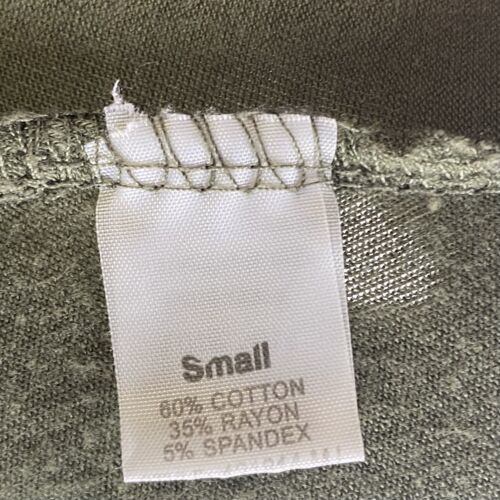 Small
60% COTTON
35% RAYON
5% SPANDEX